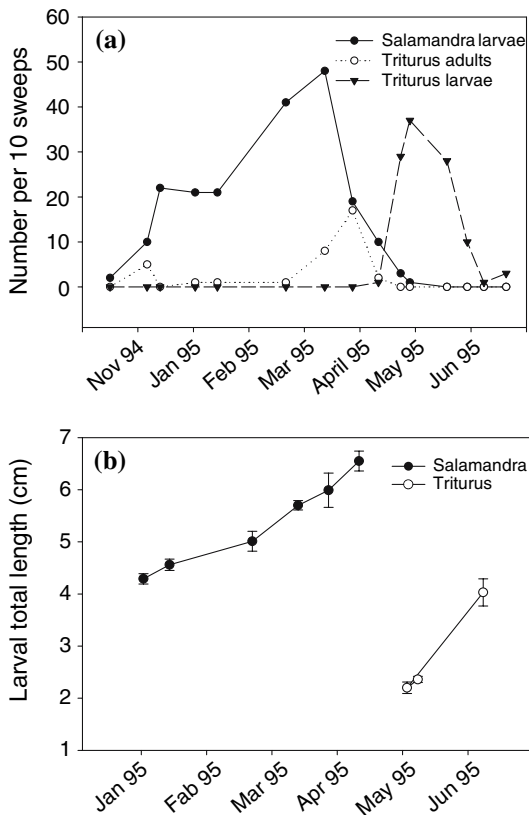 (a)
Salamandra larvae
Triturus adults
Triturus larvae
Number per 10 sweeps
60
50
40
30
20
10
0
Nov 94
Jan 95
Feb 95
Mar 95
April 95
May 95
Jun 95
(b)
Salamandra
Triturus
Larval total length (cm)
7
6
5
4
3
2
1
Jan 95
Fab 95
Mar 95
Apr 95
May 95
Jun 95